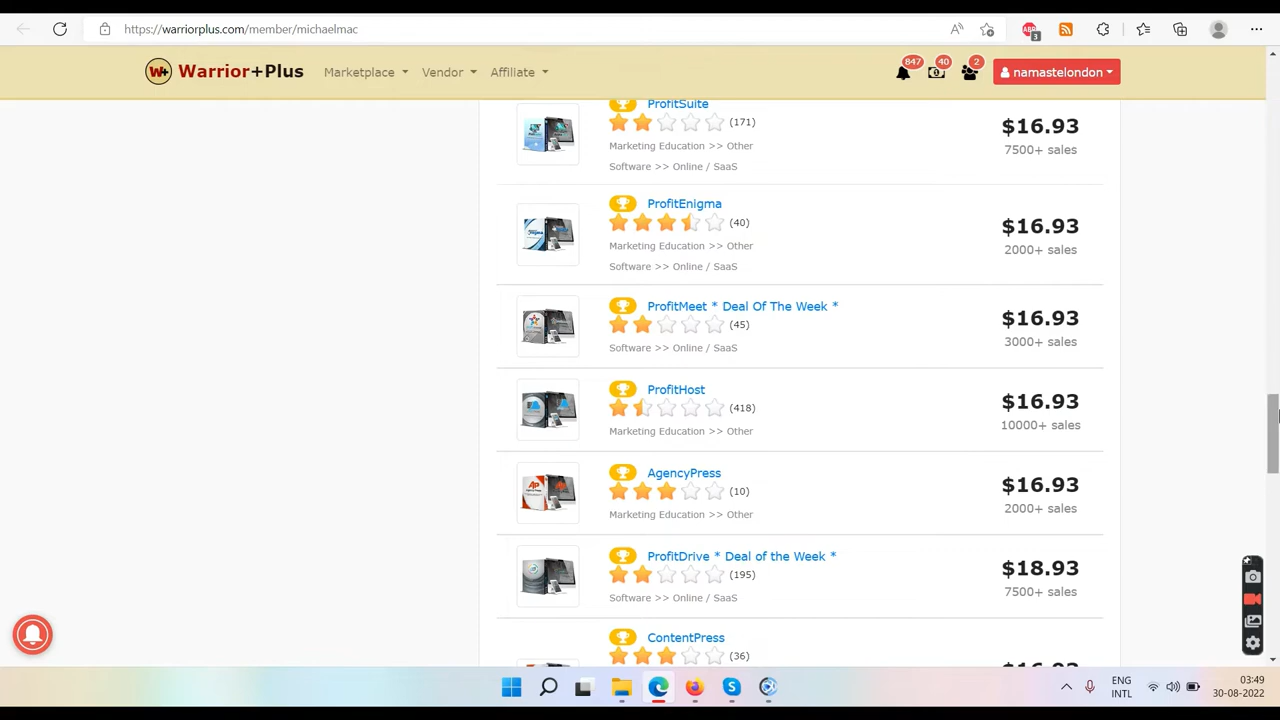 https://warriorplus.com/member/michaelmac
3
W+ Warrior+Plus Marketplace Vendor Affiliate 847 40 2 namastelondon
ProfitSuite
(171)
Marketing Education >> Other
Software >> Online / SaaS
$16.93
7500+ sales
ProfitEnigma
(40)
Marketing Education >> Other
Software >> Online / SaaS
$16.93
2000+ sales
ProfitMeet * Deal Of The Week *
(45)
Software >> Online / SaaS
$16.93
3000+ sales
ProfitHost
(418)
Marketing Education >> Other
$16.93
10000+ sales
AgencyPress
(10)
Marketing Education >> Other
$16.93
2000+ sales
AP
ProfitDrive * Deal of the Week *
(195)
Software >> Online / SaaS
$18.93
7500+ sales
ContentPress
(36)
$16.93
ENG
INTL
03:49
30-08-2022